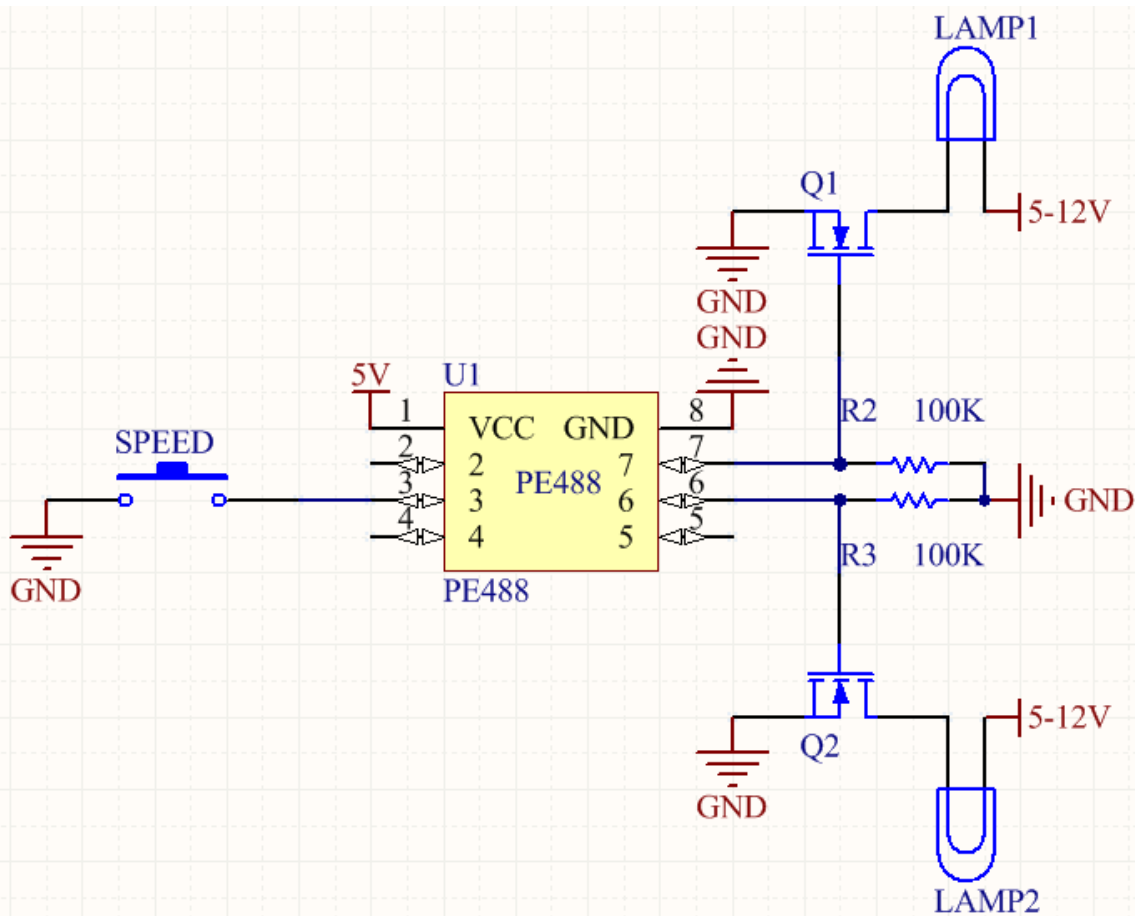 LAMP1
Q1
5-12V
GND
GND
5V
U1
1
VCC GND
8
SPEED
2
2
7
7
R2 100K
PE488
3
3
6
6
GND
4
4
5
5
R3 100K
GND
PE488
Q2
5-12V
GND
LAMP2